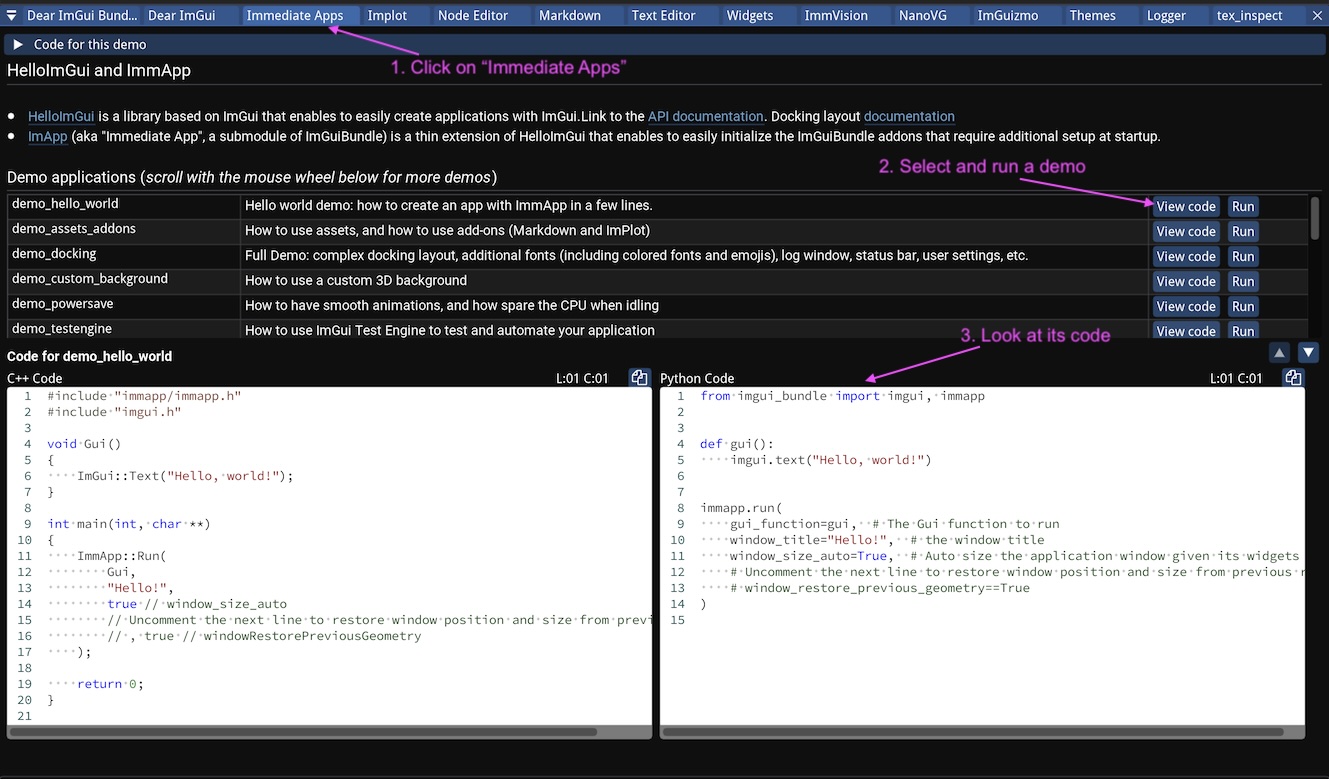 Dear ImGui Bund... Dear ImGui Immediate Apps Implot Node Editor Markdown Text Editor Widgets ImmVision NanoVG ImGuizmo Themes Logger tex_inspect
Code for this demo
1. Click on “Immediate Apps”
HelloImGui and ImmApp
HelloImGui is a library based on ImGui that enables to easily create applications with ImGui.Link to the API documentation. Docking layout documentation
ImApp (aka "Immediate App", a submodule of ImGuiBundle) is a thin extension of HelloImGui that enables to easily initialize the ImGuiBundle addons that require additional setup at startup.
2. Select and run a demo
Demo applications (scroll with the mouse wheel below for more demos)
demo_hello_world Hello world demo: how to create an app with ImmApp in a few lines. View code Run
demo_assets_addons How to use assets, and how to use add-ons (Markdown and ImPlot) View code Run
demo_docking Full Demo: complex docking layout, additional fonts (including colored fonts and emojis), log window, status bar, user settings, etc. View code Run
demo_custom_background How to use a custom 3D background View code Run
demo_powersave How to have smooth animations, and how spare the CPU when idling View code Run
demo_testengine How to use ImGui Test Engine to test and automate your application View code Run
3. Look at its code
Code for demo_hello_world
C++ Code L:01 C:01
1 #include "immapp/immapp.h"
2 #include "imgui.h"
3
4 void Gui()
5 {
6 ImGui::Text("Hello, world!");
7 }
8
9 int main(int, char **)
10 {
11 ImmApp::Run(
12 Gui,
13 "Hello!",
14 true // window_size_auto
15 // Uncomment the next line to restore window position and size from previ
16 // , true // windowRestorePreviousGeometry
17 );
18
19 return 0;
20 }
21
Python Code L:01 C:01
1 from imgui_bundle import imgui, immapp
2
3
4 def gui():
5 imgui.text("Hello, world!")
6
7
8 immapp.run(
9 gui_function=gui, # The Gui function to run
10 window_title="Hello!", # the window title
11 window_size_auto=True, # Auto size the application window given its widgets
12 # Uncomment the next line to restore window position and size from previous r
13 # window_restore_previous_geometry==True
14 )
15